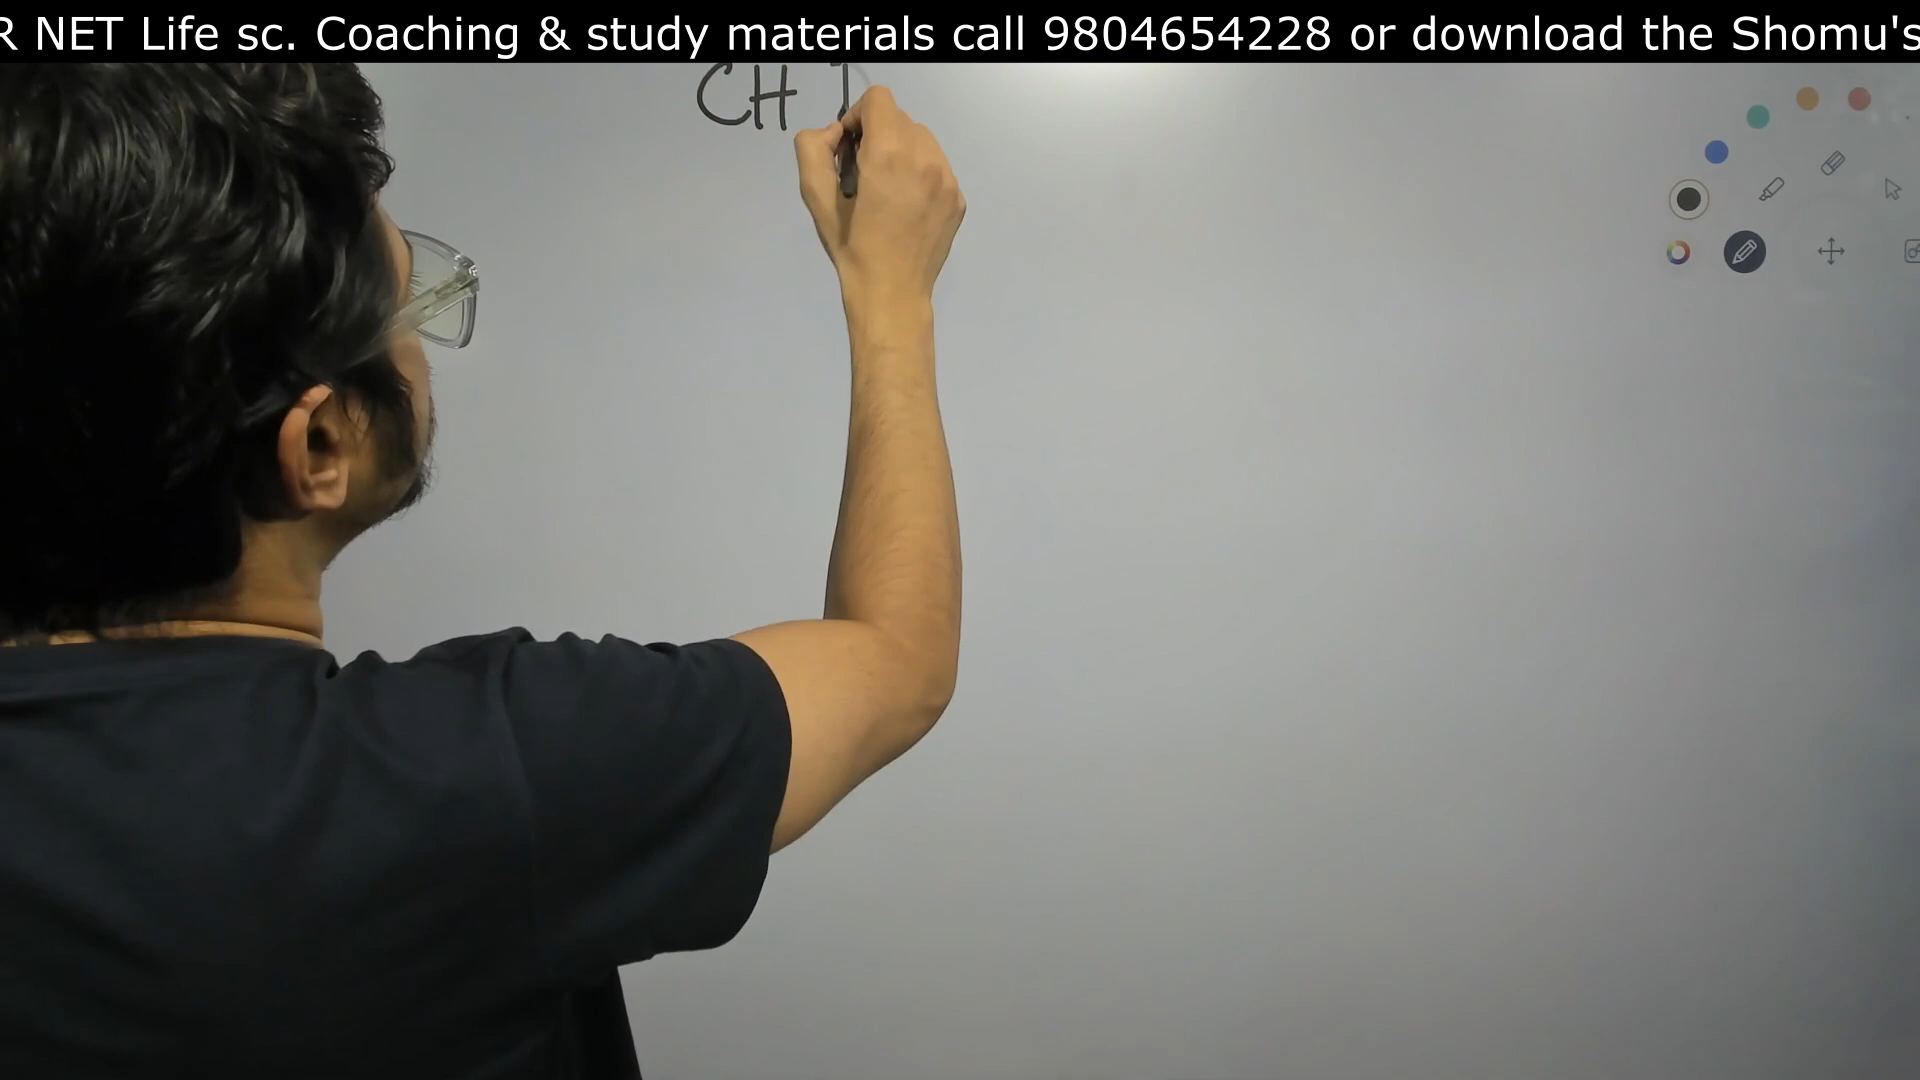 R NET Life sc. Coaching & study materials call 9804654228 or download the Shomu's
CH